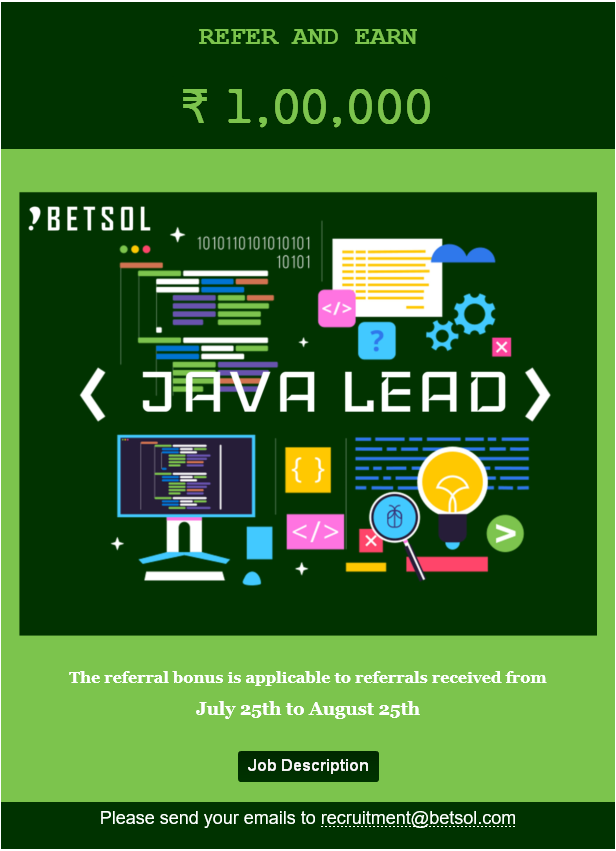 REFER AND EARN
₹ 1,00,000
BETSOL
1010110101010101
10101
</>
?
< JAVA LEAD >
{ }
</>
>
The referral bonus is applicable to referrals received from
July 25th to August 25th
Job Description
Please send your emails to recruitment@betsol.com